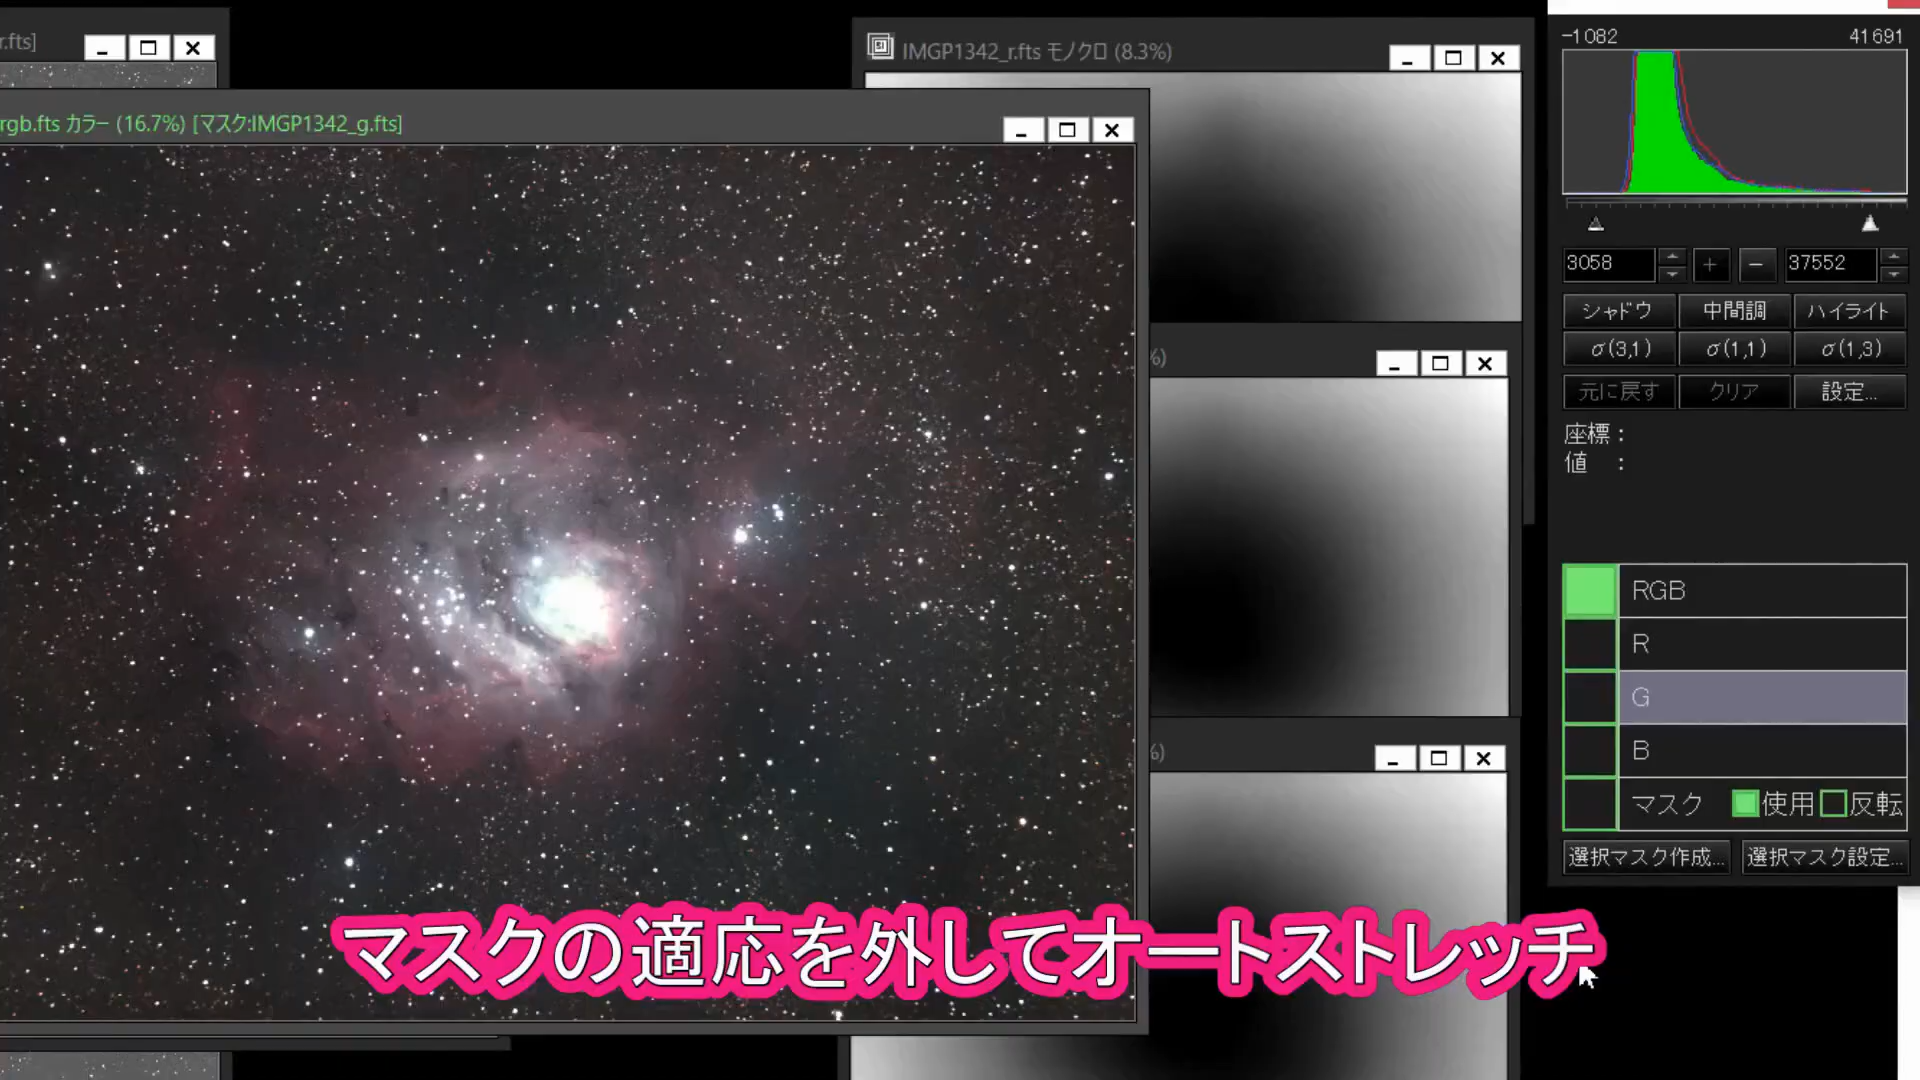 r.fts]
IMGP1342_r.fts モノクロ (8.3%)
rgb.fts カラー (16.7%) [マスク:IMGP1342_g.fts]
%)
%)
-1082 41691
3058 + - 37552
シャドウ 中間調 ハイライト
σ(3,1) σ(1,1) σ(1,3)
元に戻す クリア 設定...
座標 :
値 :
RGB
R
G
B
マスク 使用 反転
選択マスク作成... 選択マスク設定...
マスクの適応を外してオートストレッチ